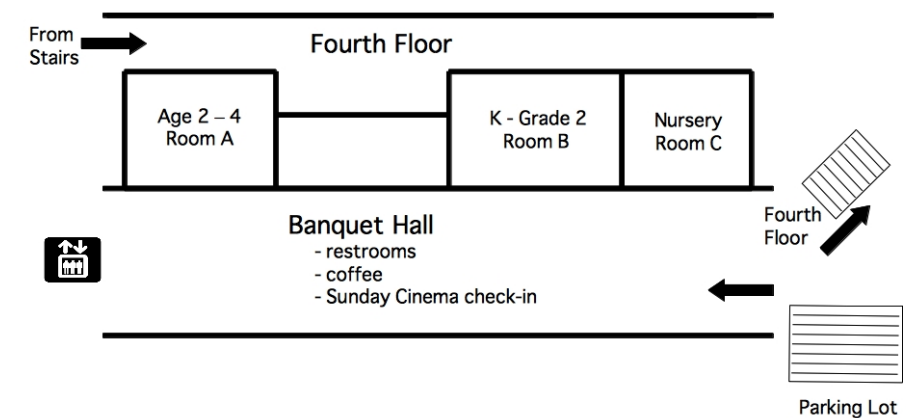 From
Stairs
Fourth Floor
Age 2 – 4
Room A
K - Grade 2
Room B
Nursery
Room C
Fourth
Floor
Banquet Hall
- restrooms
- coffee
- Sunday Cinema check-in
Parking Lot